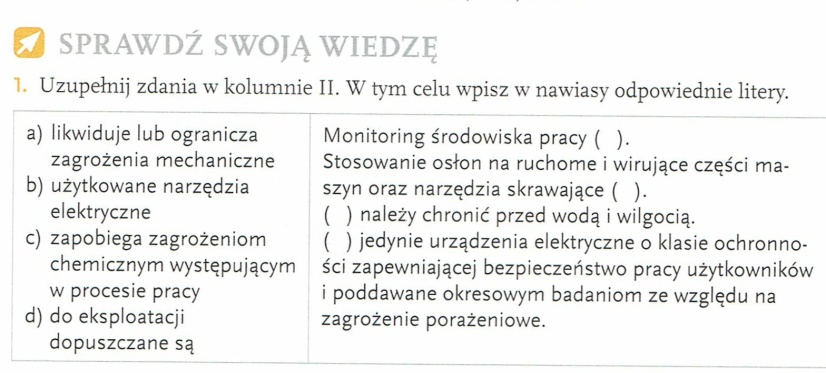 SPRAWDŹ SWOJĄ WIEDZĘ
1. Uzupełnij zdania w kolumnie II. W tym celu wpisz w nawiasy odpowiednie litery.
a) likwiduje lub ogranicza
zagrożenia mechaniczne
b) użytkowane narzędzia
elektryczne
c) zapobiega zagrożeniom
chemicznym występującym
w procesie pracy
d) do eksploatacji
dopuszczane są
Monitoring środowiska pracy ( ).
Stosowanie osłon na ruchome i wirujące części ma-
szyn oraz narzędzia skrawające ( ).
( ) należy chronić przed wodą i wilgocią.
( ) jedynie urządzenia elektryczne o klasie ochronno-
ści zapewniającej bezpieczeństwo pracy użytkowników
i poddawane okresowym badaniom ze względu na
zagrożenie porażeniowe.